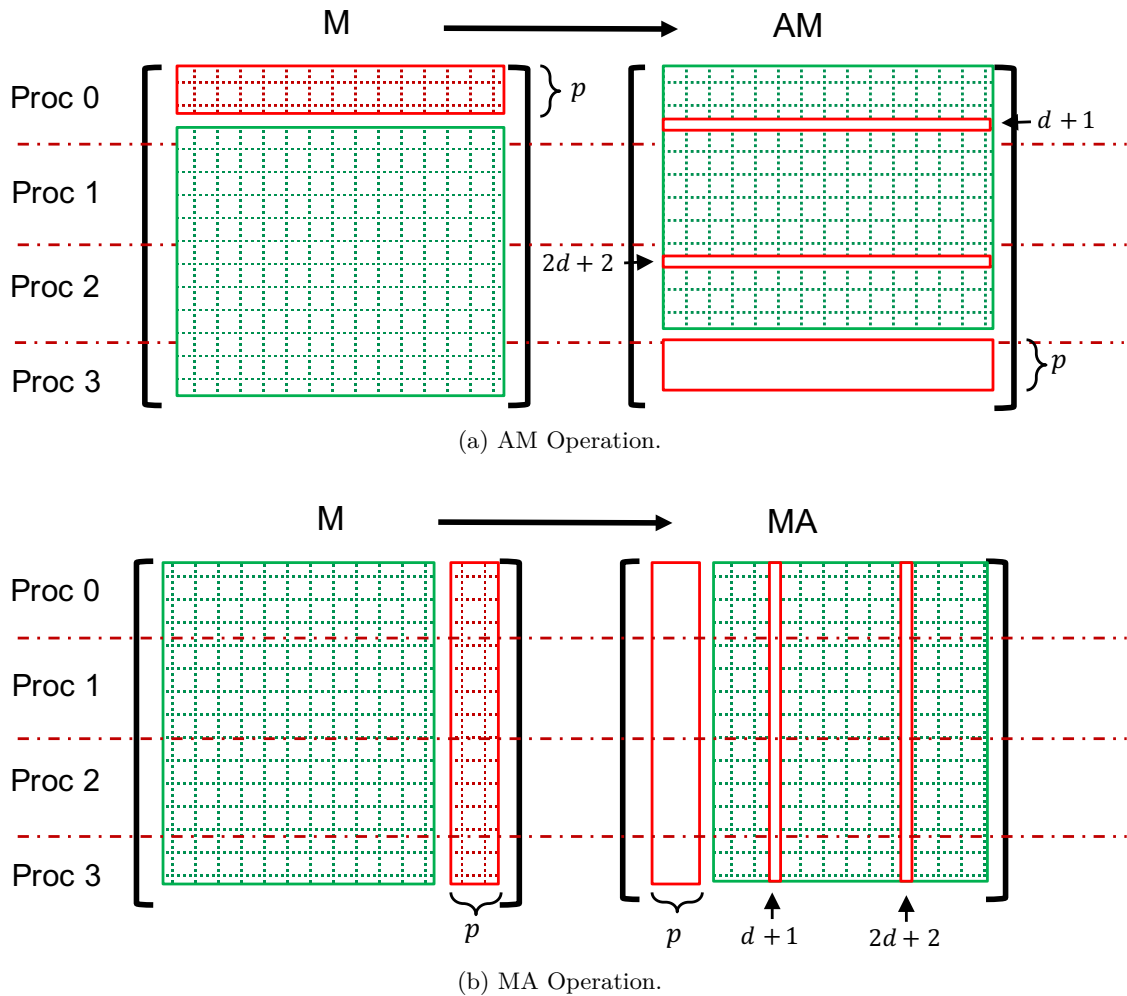 M AM
Proc 0
p
d + 1
Proc 1
2d + 2
Proc 2
Proc 3
p
(a) AM Operation.
M MA
Proc 0
Proc 1
Proc 2
Proc 3
p p d + 1 2d + 2
(b) MA Operation.